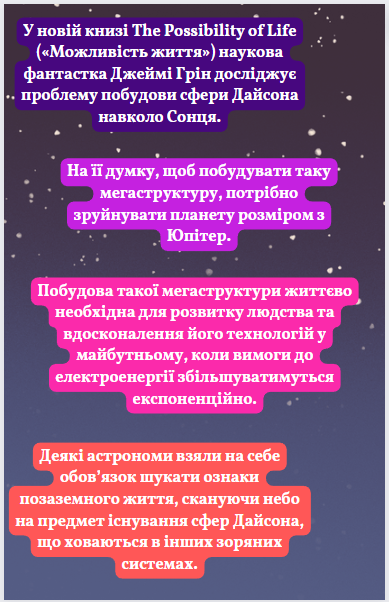 У новій книзі The Possibility of Life
(«Можливість життя») наукова
фантастка Джеймі Грін досліджує
проблему побудови сфери Дайсона
навколо Сонця.
На її думку, щоб побудувати таку
мегаструктуру, потрібно
зруйнувати планету розміром з
Юпітер.
Побудова такої мегаструктури життєво
необхідна для розвитку людства та
вдосконалення його технологій у
майбутньому, коли вимоги до
електроенергії збільшуватимуться
експоненційно.
Деякі астрономи взяли на себе
обов’язок шукати ознаки
позаземного життя, скануючи небо
на предмет існування сфер Дайсона,
що ховаються в інших зоряних
системах.